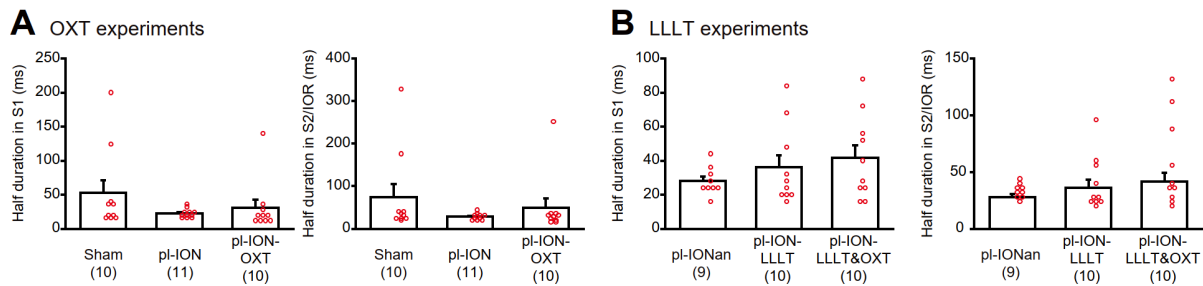 A OXT experiments
Half duration in S1 (ms)
250
200
150
100
50
0
Sham
(10)
pl-ION
(11)
pl-ION-
OXT
(10)
Half duration in S2/IOR (ms)
400
300
200
100
0
Sham
(10)
pl-ION
(11)
pl-ION-
OXT
(10)
B LLLT experiments
Half duration in S1 (ms)
100
80
60
40
20
0
pl-IONan
(9)
pl-ION-
LLLT
(10)
pl-ION-
LLLT&OXT
(10)
Half duration in S2/IOR (ms)
150
100
50
0
pl-IONan
(9)
pl-ION-
LLLT
(10)
pl-ION-
LLLT&OXT
(10)